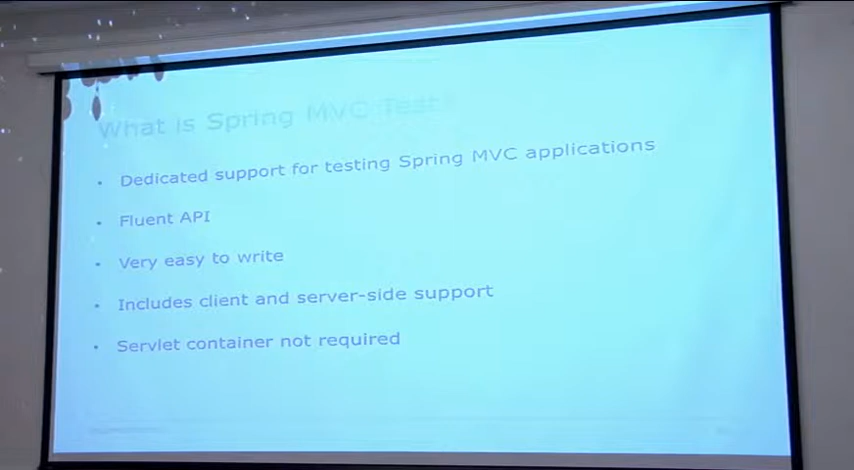 What is Spring MVC Test
• Dedicated support for testing Spring MVC applications
• Fluent API
• Very easy to write
• Includes client and server-side support
• Servlet container not required